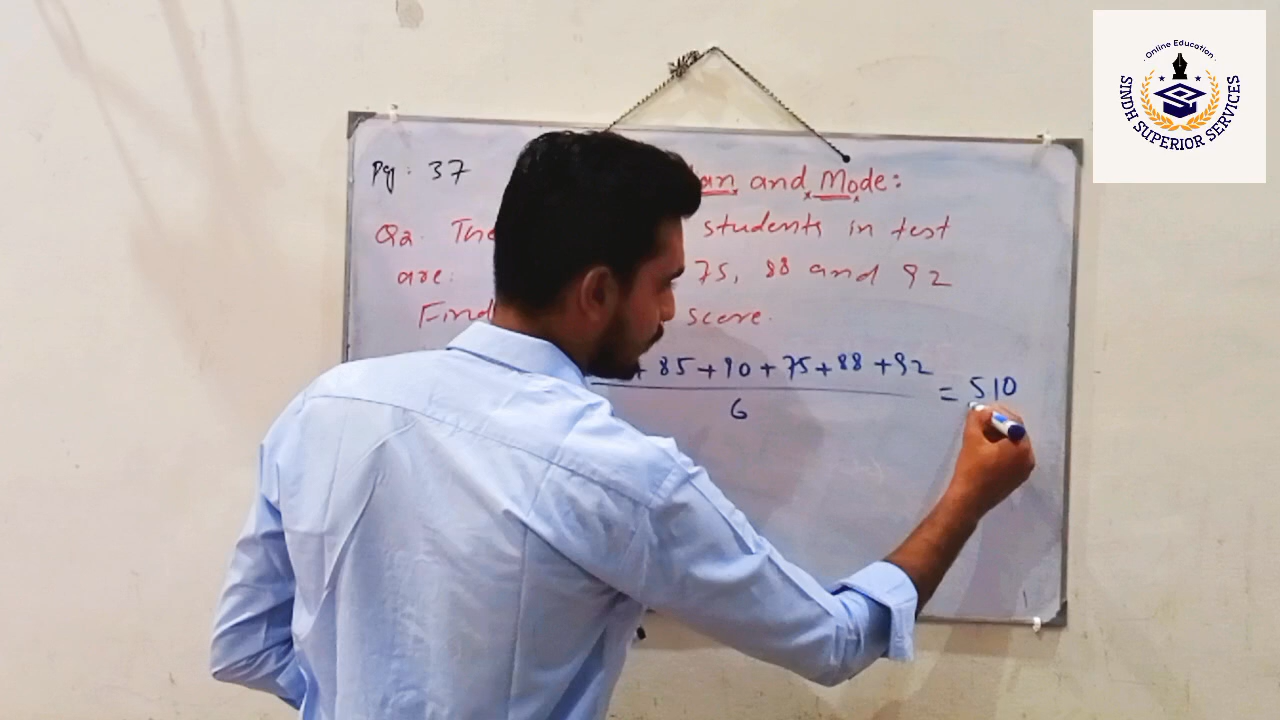 Online Education
SINDH SUPERIOR SERVICES
Pg: 37
an and Mode:
Q2. The students in test
are: 75, 88 and 92
Find score.
+ 85 + 90 + 75 + 88 + 92
6
= 510